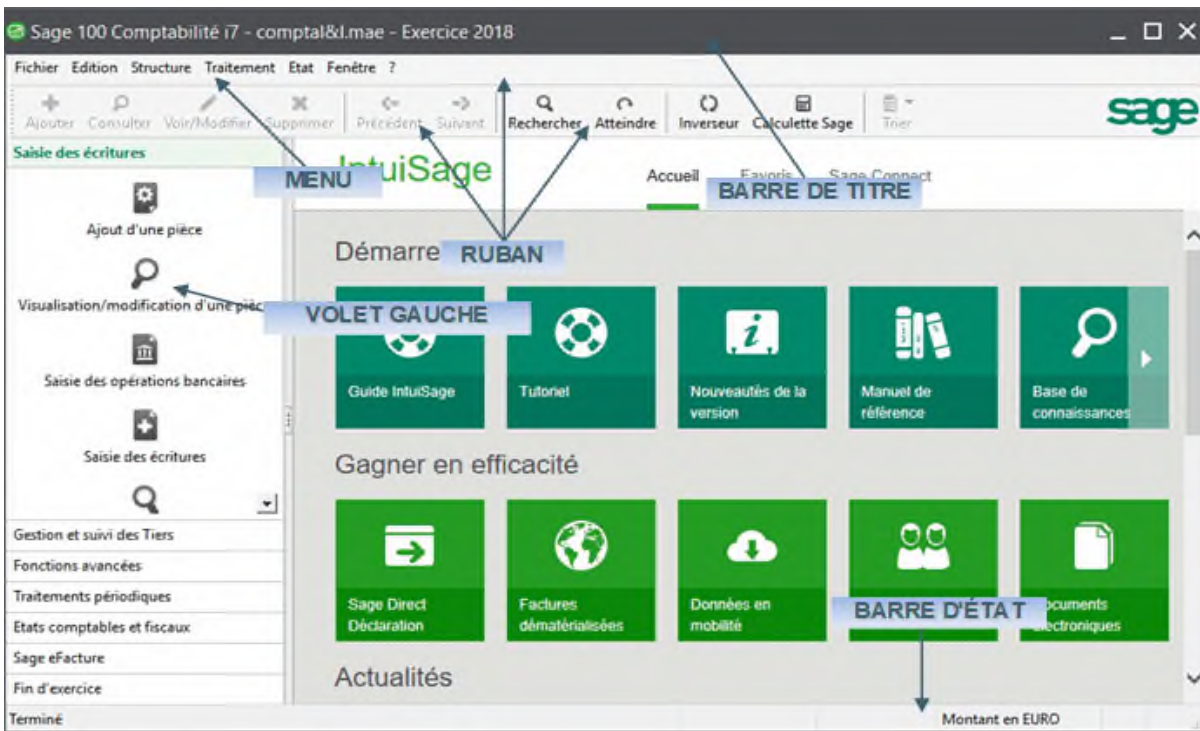 Sage 100 Comptabilité i7 - comptal&l.mae - Exercice 2018
Fichier Edition Structure Traitement Etat Fenêtre ?
Ajouter Consulter Voir/Modifier Supprimer Précédent Suivant Rechercher Atteindre Inverseur Calculette Sage Trier
sage
Saisie des écritures
IntuiSage
Accueil Favoris Sage Connect
MENU
BARRE DE TITRE
Ajout d'une pièce
Démarre
RUBAN
Visualisation/modification d'une pièc
VOLET GAUCHE
Saisie des opérations bancaires
Guide IntuiSage
Tutoriel
Nouveautés de la
version
Manuel de
référence
Base de
connaissances
Saisie des écritures
Gagner en efficacité
Gestion et suivi des Tiers
Fonctions avancées
Traitements périodiques
Etats comptables et fiscaux
Sage eFacture
Fin d'exercice
Sage Direct
Déclaration
Factures
dématérialisées
Données en
mobilité
BARRE D'ÉTAT
ocuments
électroniques
Actualités
Terminé
Montant en EURO